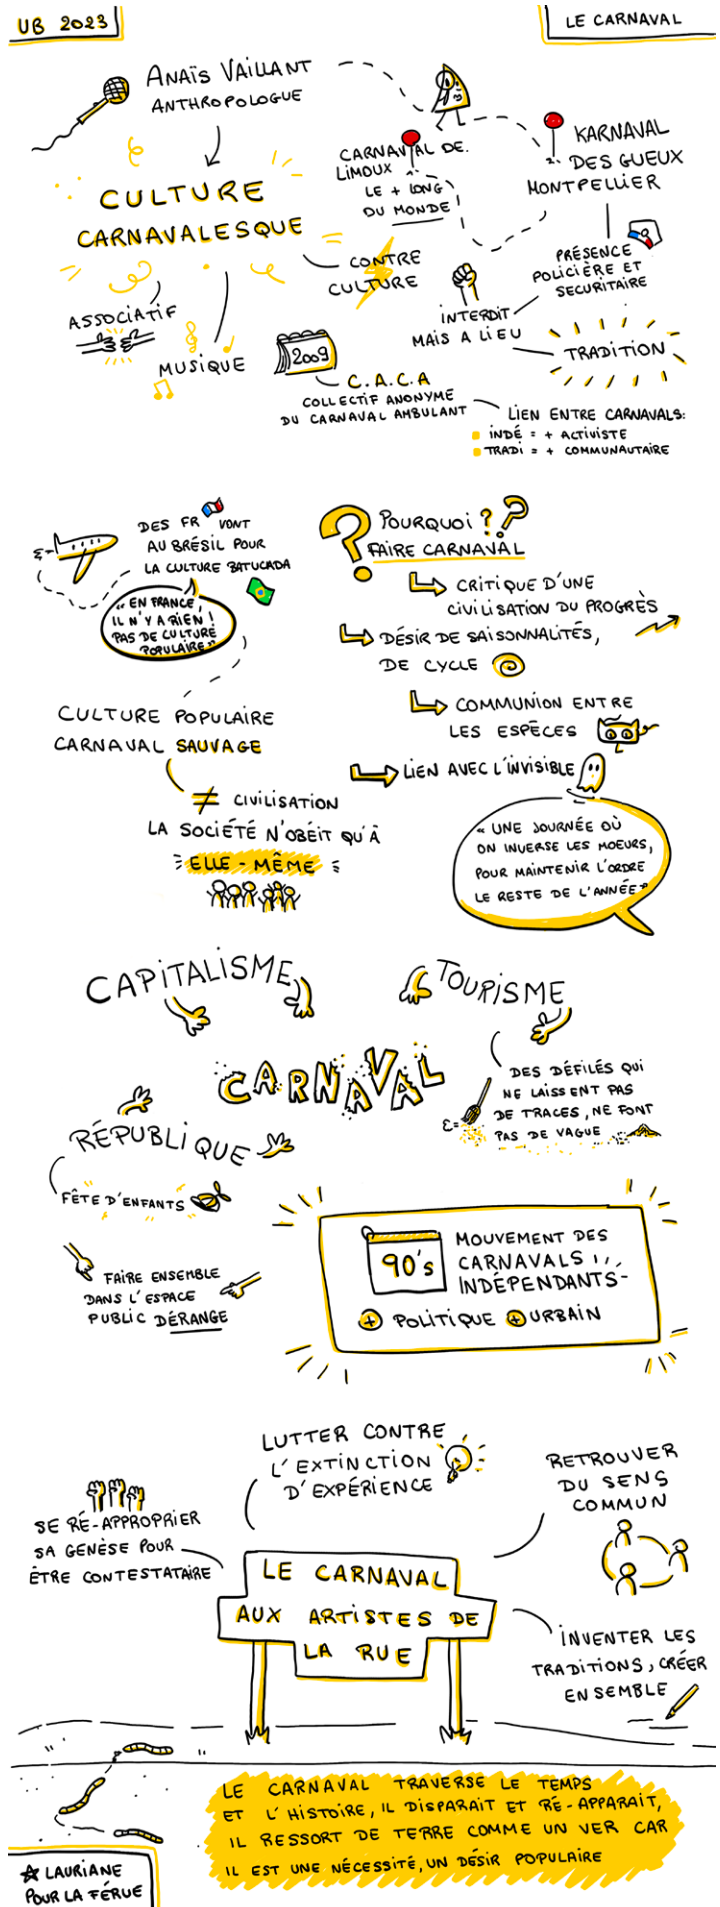 UB 2023
LE CARNAVAL
ANAÏS VAILLANT
ANTHROPOLOGUE
CULTURE
CARNAVALESQUE
ASSOCIATIF
MUSIQUE
CONTRE
CULTURE
CARNAVAL DE
LIMOUX
LE + LONG
DU MONDE !
KARNAVAL
DES GUEUX
MONTPELLIER
PRÉSENCE
POLICIÈRE ET
SECURITAIRE
INTERDIT
MAIS A LIEU
TRADITION
2009
C.A.C.A
COLLECTIF ANONYME
DU CARNAVAL AMBULANT
LIEN ENTRE CARNAVALS:
INDÉ = + ACTIVISTE
TRADI = + COMMUNAUTAIRE
DES FR VONT
AU BRÉSIL POUR
LA CULTURE BATUCADA
"EN FRANCE,
IL N'Y A RIEN !
PAS DE CULTURE
POPULAIRE"
CULTURE POPULAIRE
CARNAVAL SAUVAGE
≠ CIVILISATION
LA SOCIÉTÉ N'OBÉIT QU'À
ELLE-MÊME
? POURQUOI ? ?
FAIRE CARNAVAL
CRITIQUE D'UNE
CIVILISATION DU PROGRÈS
DÉSIR DE SAISONNALITÉS,
DE CYCLE
COMMUNION ENTRE
LES ESPÈCES
LIEN AVEC L'INVISIBLE
"UNE JOURNÉE OÙ
ON INVERSE LES MOEURS,
POUR MAINTENIR L'ORDRE
LE RESTE DE L'ANNÉE"
CAPITALISME
TOURISME
CARNAVAL
DES DÉFILÉS QUI
NE LAISSENT PAS
DE TRACES, NE FONT
PAS DE VAGUE
RÉPUBLIQUE
FÊTE D'ENFANTS
FAIRE ENSEMBLE
DANS L'ESPACE
PUBLIC DÉRANGE
90's
MOUVEMENT DES
CARNAVALS
INDÉPENDANTS
+ POLITIQUE + URBAIN
LUTTER CONTRE
L'EXTINCTION
D'EXPÉRIENCE
RETROUVER
DU SENS
COMMUN
SE RÉ-APPROPRIER
SA GENÈSE POUR
ÊTRE CONTESTATAIRE
LE CARNAVAL
AUX ARTISTES DE
LA RUE
INVENTER LES
TRADITIONS, CRÉER
ENSEMBLE
LE CARNAVAL TRAVERSE LE TEMPS
ET L'HISTOIRE, IL DISPARAIT ET RÉ-APPARAIT,
IL RESSORT DE TERRE COMME UN VER CAR
IL EST UNE NÉCESSITÉ, UN DÉSIR POPULAIRE
LAURIANE
POUR LA FÉRUE